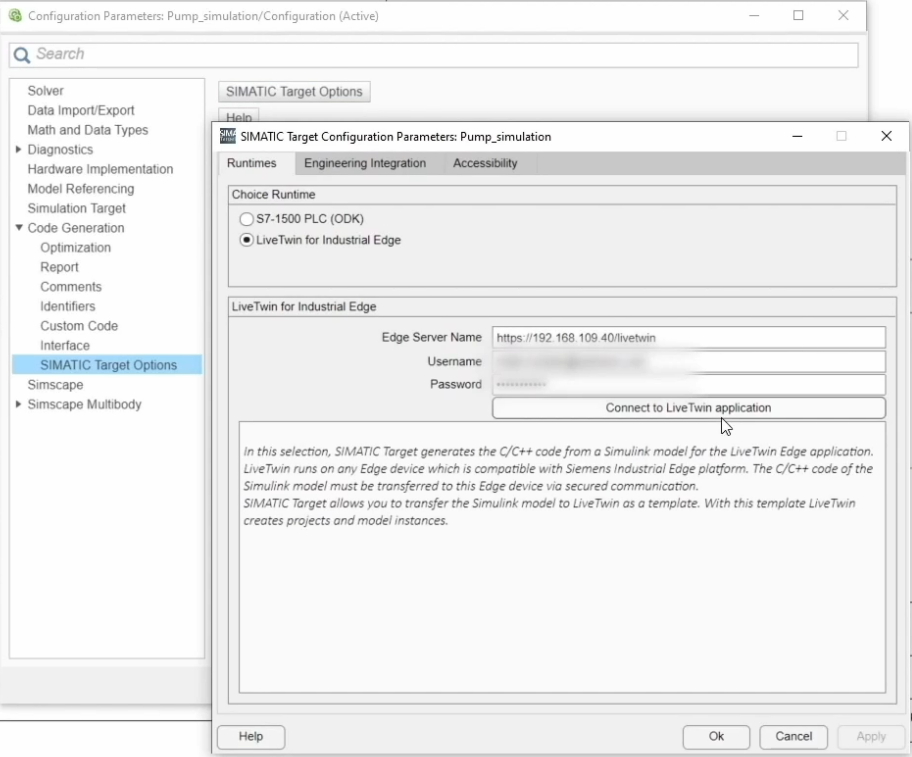 Configuration Parameters: Pump_simulation/Configuration (Active)
Search
Solver
Data Import/Export
Math and Data Types
Diagnostics
Hardware Implementation
Model Referencing
Simulation Target
Code Generation
Optimization
Report
Comments
Identifiers
Custom Code
Interface
SIMATIC Target Options
Simscape
Simscape Multibody
SIMATIC Target Options
Help
SIMATIC Target Configuration Parameters: Pump_simulation
Runtimes Engineering Integration Accessibility
Choice Runtime
S7-1500 PLC (ODK)
LiveTwin for Industrial Edge
LiveTwin for Industrial Edge
Edge Server Name https://192.168.109.40/livetwin
Username
Password ***********
Connect to LiveTwin application
In this selection, SIMATIC Target generates the C/C++ code from a Simulink model for the LiveTwin Edge application.
LiveTwin runs on any Edge device which is compatible with Siemens Industrial Edge platform. The C/C++ code of the
Simulink model must be transferred to this Edge device via secured communication.
SIMATIC Target allows you to transfer the Simulink model to LiveTwin as a template. With this template LiveTwin
creates projects and model instances.
Help Ok Cancel Apply